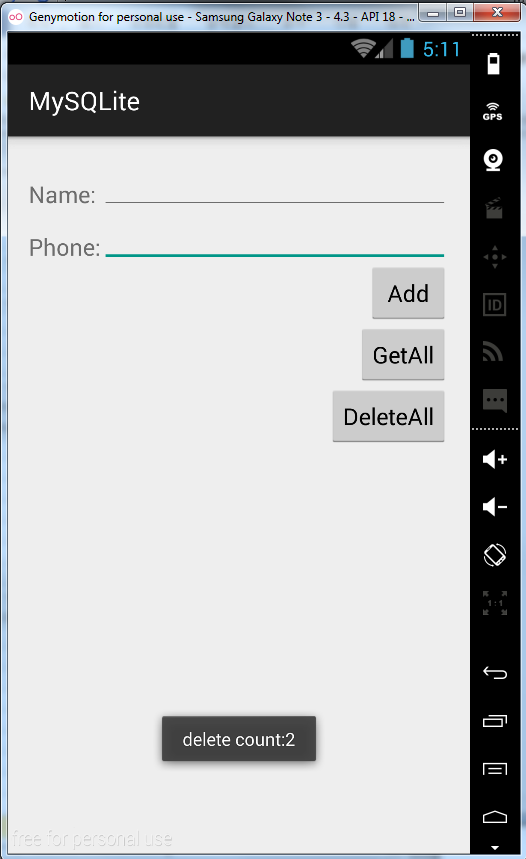 Genymotion for personal use - Samsung Galaxy Note 3 - 4.3 - API 18 - ...
5:11
MySQLite
GPS
Name:
Phone:
ID
Add
GetAll
DeleteAll
1:1
delete count:2
free for personal use